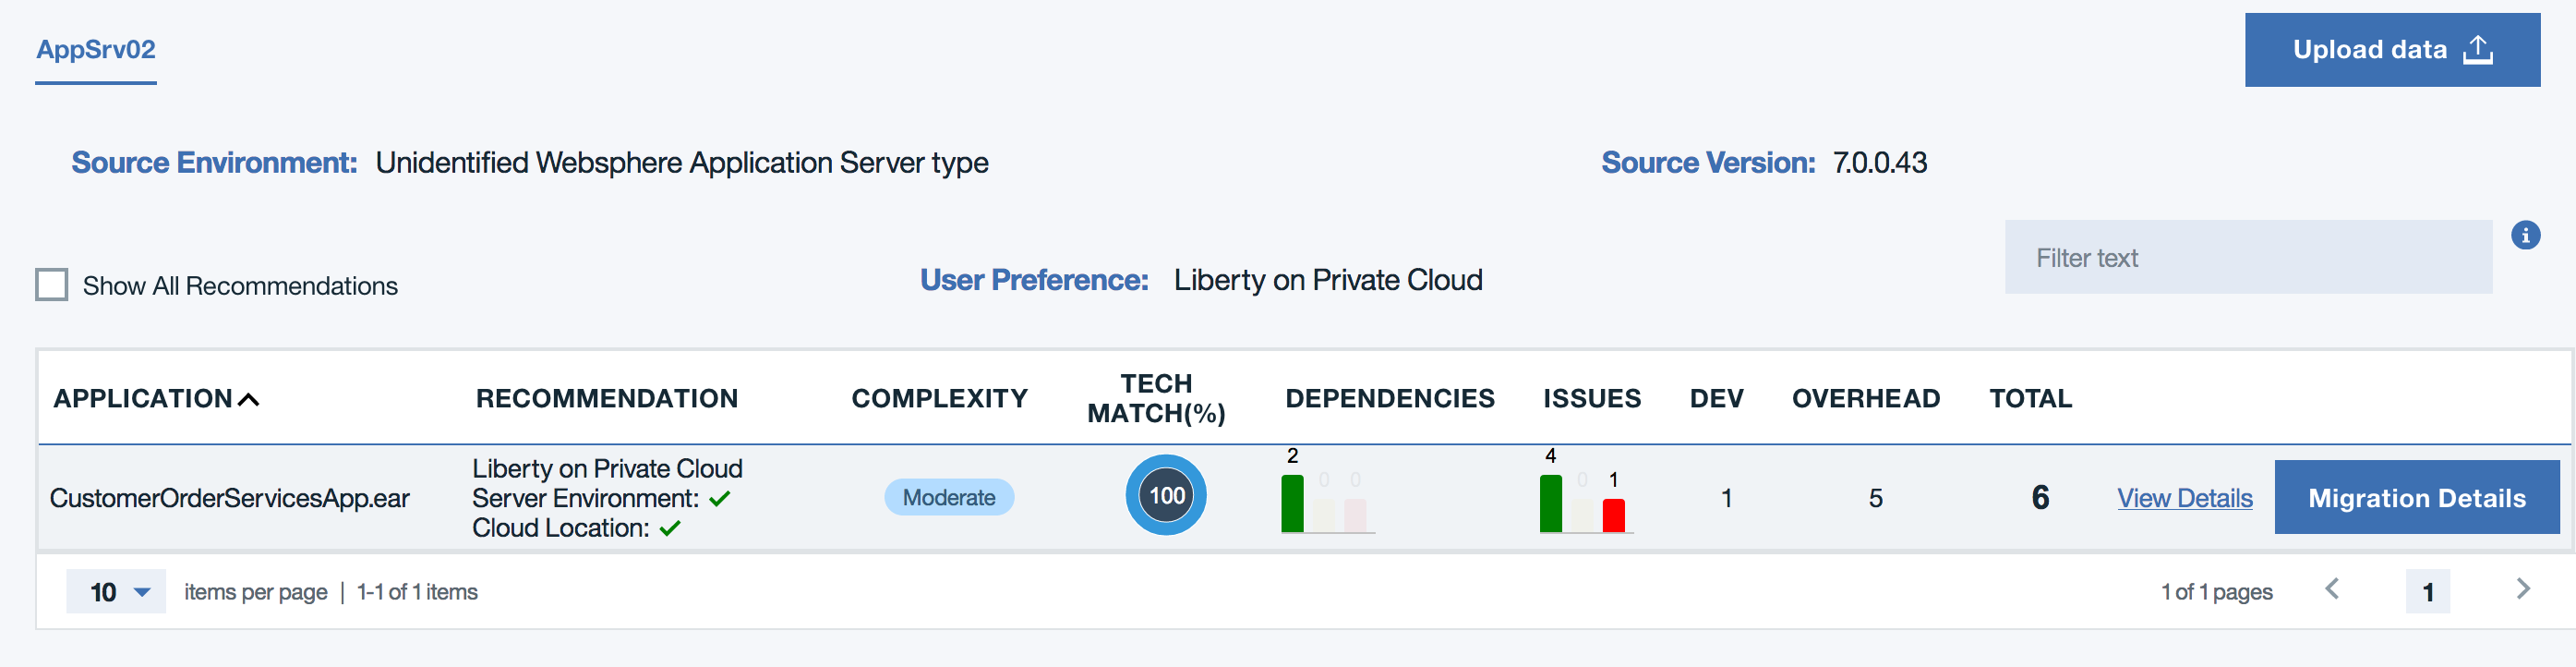 AppSrv02
Upload data
Source Environment: Unidentified Websphere Application Server type
Source Version: 7.0.0.43
Filter text
Show All Recommendations
User Preference: Liberty on Private Cloud
APPLICATION RECOMMENDATION COMPLEXITY TECH MATCH(%) DEPENDENCIES ISSUES DEV OVERHEAD TOTAL
CustomerOrderServicesApp.ear
Liberty on Private Cloud
Server Environment:
Cloud Location:
Moderate
100
2 0 0
4 0 1
1
5
6
View Details
Migration Details
10 items per page | 1-1 of 1 items
1 of 1 pages
1